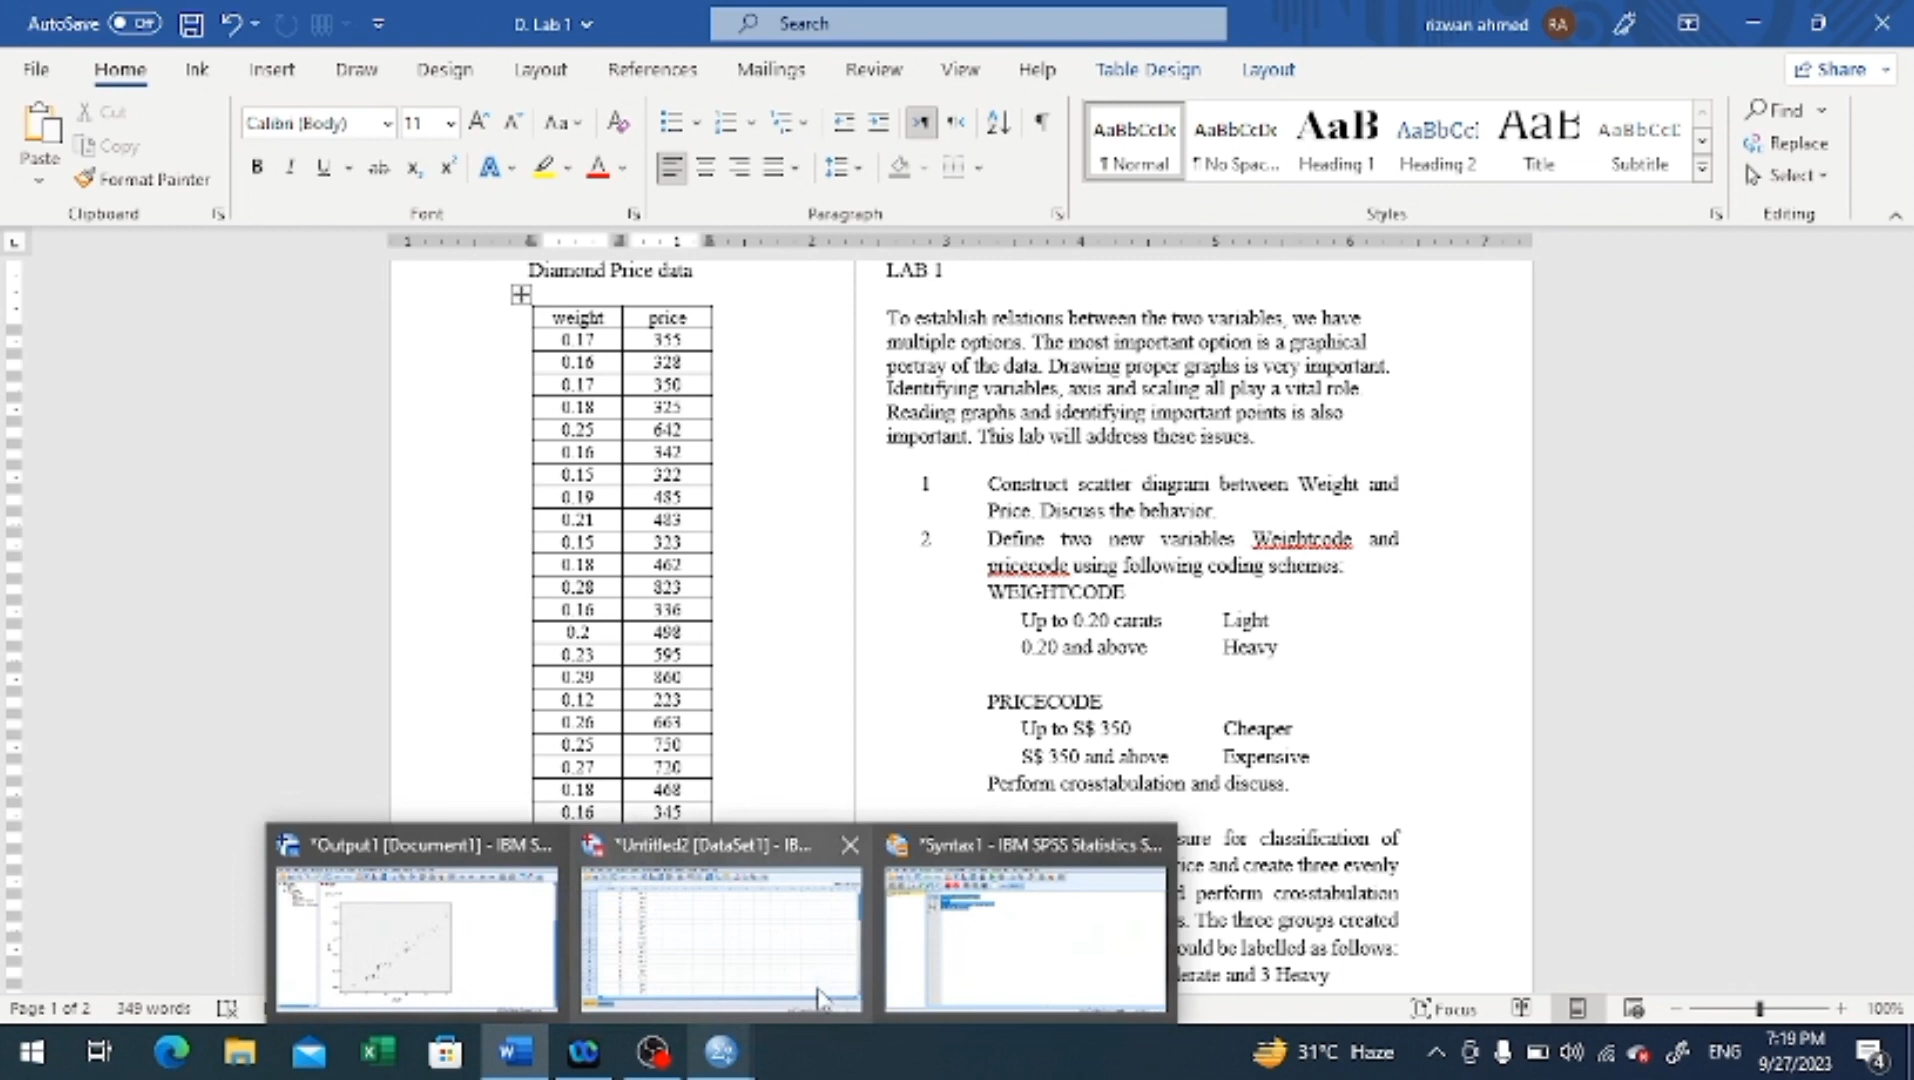 AutoSave Off D. Lab 1 Search rizwan ahmed RA
File Home Ink Insert Draw Design Layout References Mailings Review View Help Table Design Layout Share
Paste Cut Copy Format Painter
Calibri (Body) 11
AaBbCcDc AaBbCcDc AaB AaBbCcI AaB AaBbCcD
¶ Normal ¶ No Spac... Heading 1 Heading 2 Title Subtitle
Find
Replace
Select
Clipboard Font Paragraph Styles Editing
1 1 2 3 4 5 6 7
Diamond Price data
weight price
0.17 355
0.16 328
0.17 350
0.18 325
0.25 642
0.16 342
0.15 322
0.19 485
0.21 483
0.15 323
0.18 462
0.28 823
0.16 336
0.2 498
0.23 595
0.29 860
0.12 223
0.26 663
0.25 750
0.27 720
0.18 468
0.16 345
LAB 1
To establish relations between the two variables, we have
multiple options. The most important option is a graphical
portray of the data. Drawing proper graphs is very important.
Identifying variables, axis and scaling all play a vital role
Reading graphs and identifying important points is also
important. This lab will address these issues.
1 Construct scatter diagram between Weight and
Price. Discuss the behavior.
2 Define two new variables Weightcode and
pricecode using following coding schemes:
WEIGHTCODE
Up to 0.20 carats Light
0.20 and above Heavy
PRICECODE
Up to S$ 350 Cheaper
S$ 350 and above Expensive
Perform crosstabulation and discuss.
sure for classification of
ice and create three evenly
d perform crosstabulation
s. The three groups created
ould be labelled as follows:
lerate and 3 Heavy
*Output1 [Document1] - IBM S...
*Untitled2 [DataSet1] - IB...
*Syntax1 - IBM SPSS Statistics S...
Page 1 of 2 349 words Focus 100%
31°C Haze ENG 7:19 PM
9/27/2023
4